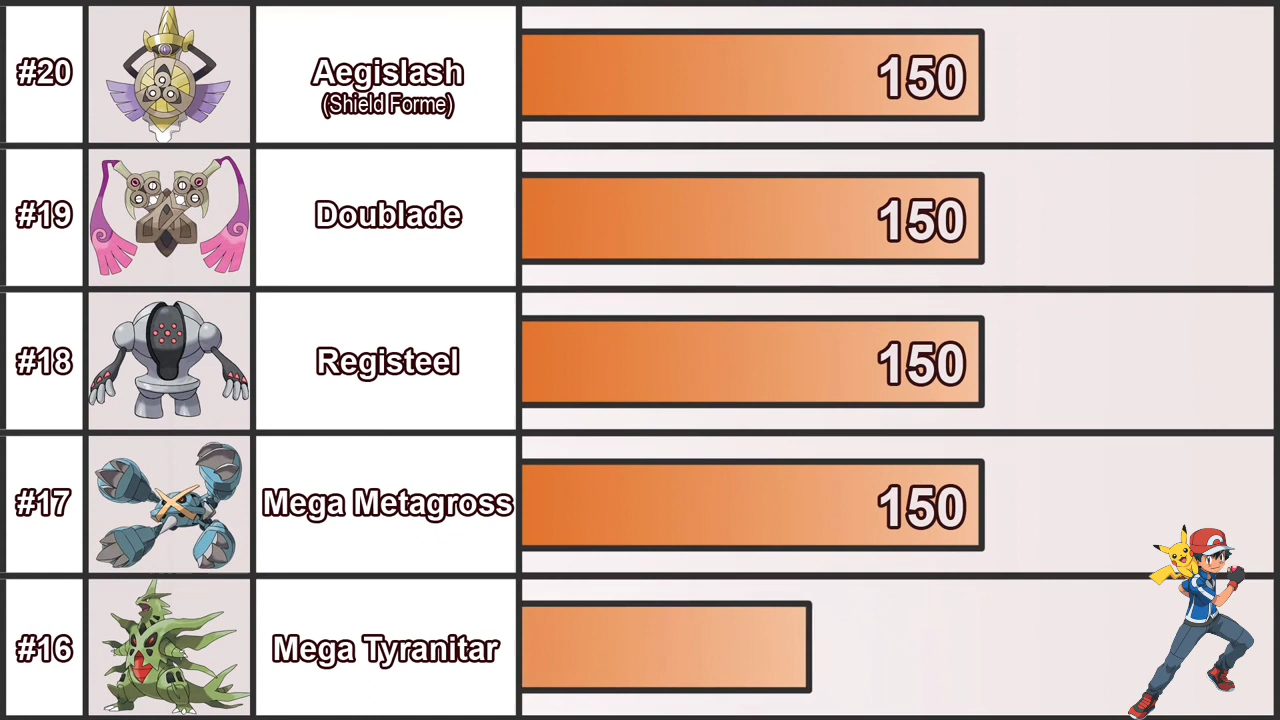 #20
Aegislash
(Shield Forme)
150
#19
Doublade
150
#18
Registeel
150
#17
Mega Metagross
150
#16
Mega Tyranitar